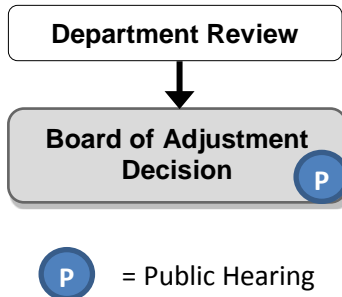 Department Review
Board of Adjustment
Decision
P
P = Public Hearing